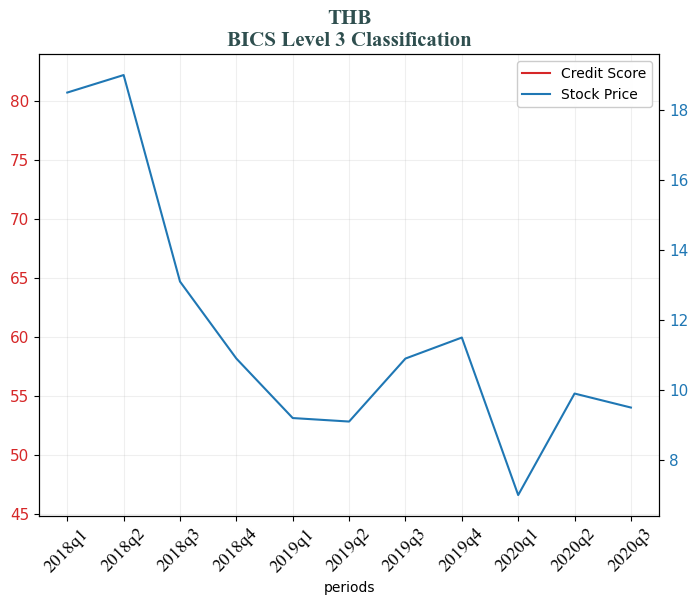 THB
BICS Level 3 Classification
Credit Score
Stock Price
80
75
70
65
60
55
50
45
18
16
14
12
10
8
2018q1
2018q2
2018q3
2018q4
2019q1
2019q2
2019q3
2019q4
2020q1
2020q2
2020q3
periods